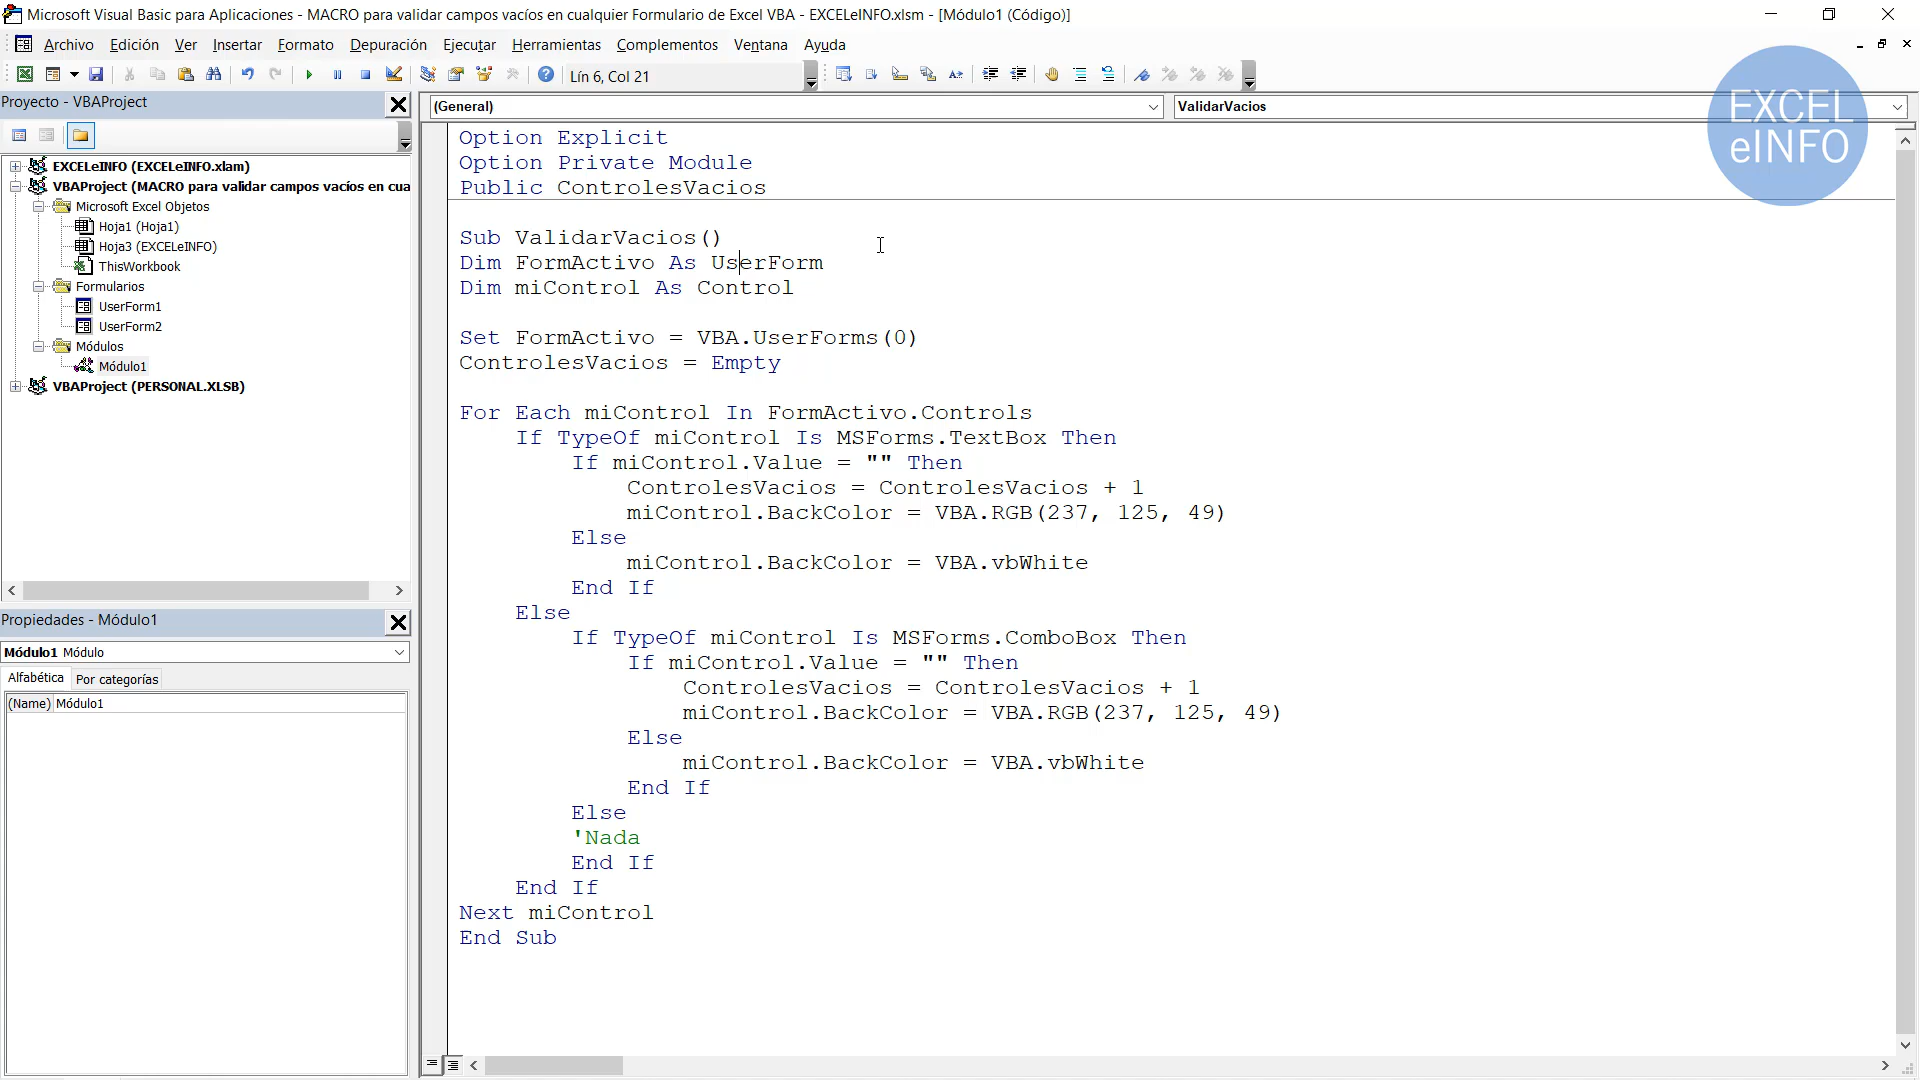 Microsoft Visual Basic para Aplicaciones - MACRO para validar campos vacíos en cualquier Formulario de Excel VBA - EXCELeINFO.xlsm - [Módulo1 (Código)]
Archivo Edición Ver Insertar Formato Depuración Ejecutar Herramientas Complementos Ventana Ayuda
Lín 6, Col 21
Proyecto - VBAProject
EXCELeINFO (EXCELeINFO.xlam)
VBAProject (MACRO para validar campos vacíos en cua
Microsoft Excel Objetos
Hoja1 (Hoja1)
Hoja3 (EXCELeINFO)
ThisWorkbook
Formularios
UserForm1
UserForm2
Módulos
Módulo1
VBAProject (PERSONAL.XLSB)
Propiedades - Módulo1
Módulo1 Módulo
Alfabética Por categorías
(Name) Módulo1
(General) ValidarVacios
EXCEL
eINFO
Option Explicit
Option Private Module
Public ControlesVacios
Sub ValidarVacios()
Dim FormActivo As UserForm
Dim miControl As Control
Set FormActivo = VBA.UserForms(0)
ControlesVacios = Empty
For Each miControl In FormActivo.Controls
If TypeOf miControl Is MSForms.TextBox Then
If miControl.Value = "" Then
ControlesVacios = ControlesVacios + 1
miControl.BackColor = VBA.RGB(237, 125, 49)
Else
miControl.BackColor = VBA.vbWhite
End If
Else
If TypeOf miControl Is MSForms.ComboBox Then
If miControl.Value = "" Then
ControlesVacios = ControlesVacios + 1
miControl.BackColor = VBA.RGB(237, 125, 49)
Else
miControl.BackColor = VBA.vbWhite
End If
Else
'Nada
End If
End If
Next miControl
End Sub